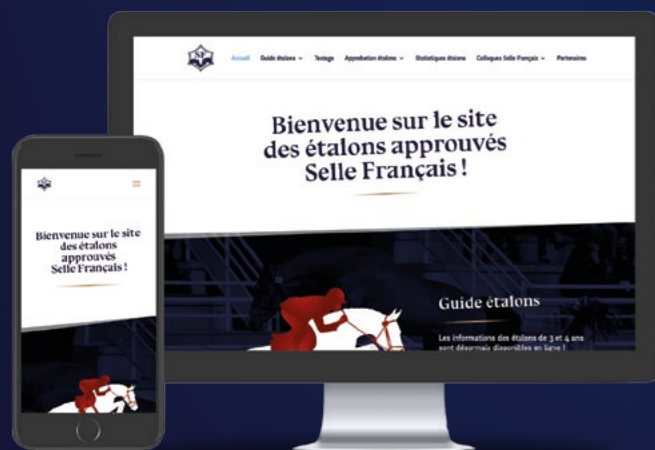 SF
Accueil Guide étalons Testage Approbation étalons Statistiques étalons Colloques Selle Français Partenaires
Bienvenue sur le site
des étalons approuvés
Selle Français !
Guide étalons
Les informations des étalons de 3 et 4 ans
sont désormais disponibles en ligne !
Bienvenue sur le site
des étalons
approuvés
Selle Français !